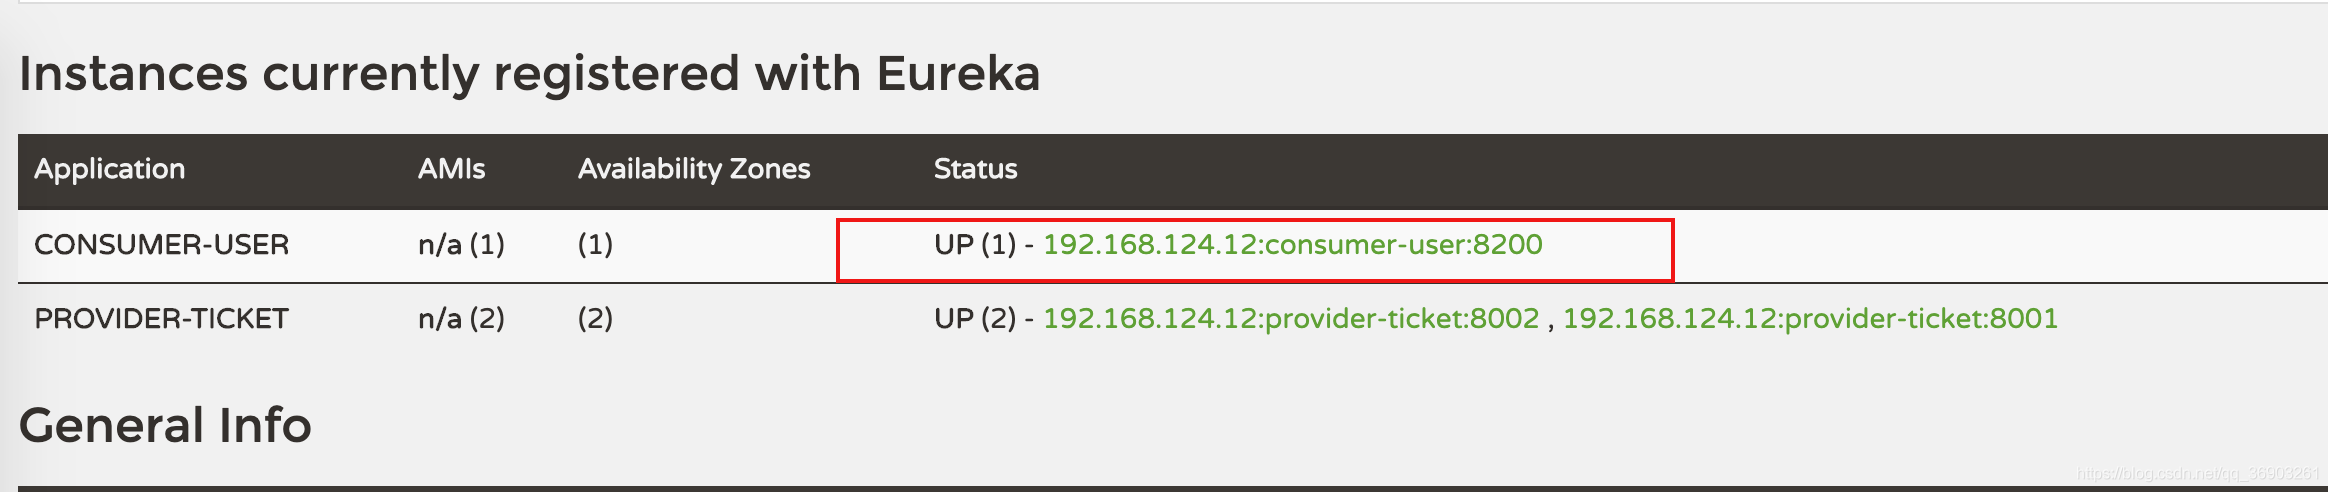 Instances currently registered with Eureka
Application AMIs Availability Zones Status
CONSUMER-USER n/a (1) (1) UP (1) - 192.168.124.12:consumer-user:8200
PROVIDER-TICKET n/a (2) (2) UP (2) - 192.168.124.12:provider-ticket:8002 , 192.168.124.12:provider-ticket:8001
General Info
https://blog.csdn.net/qq_36903261